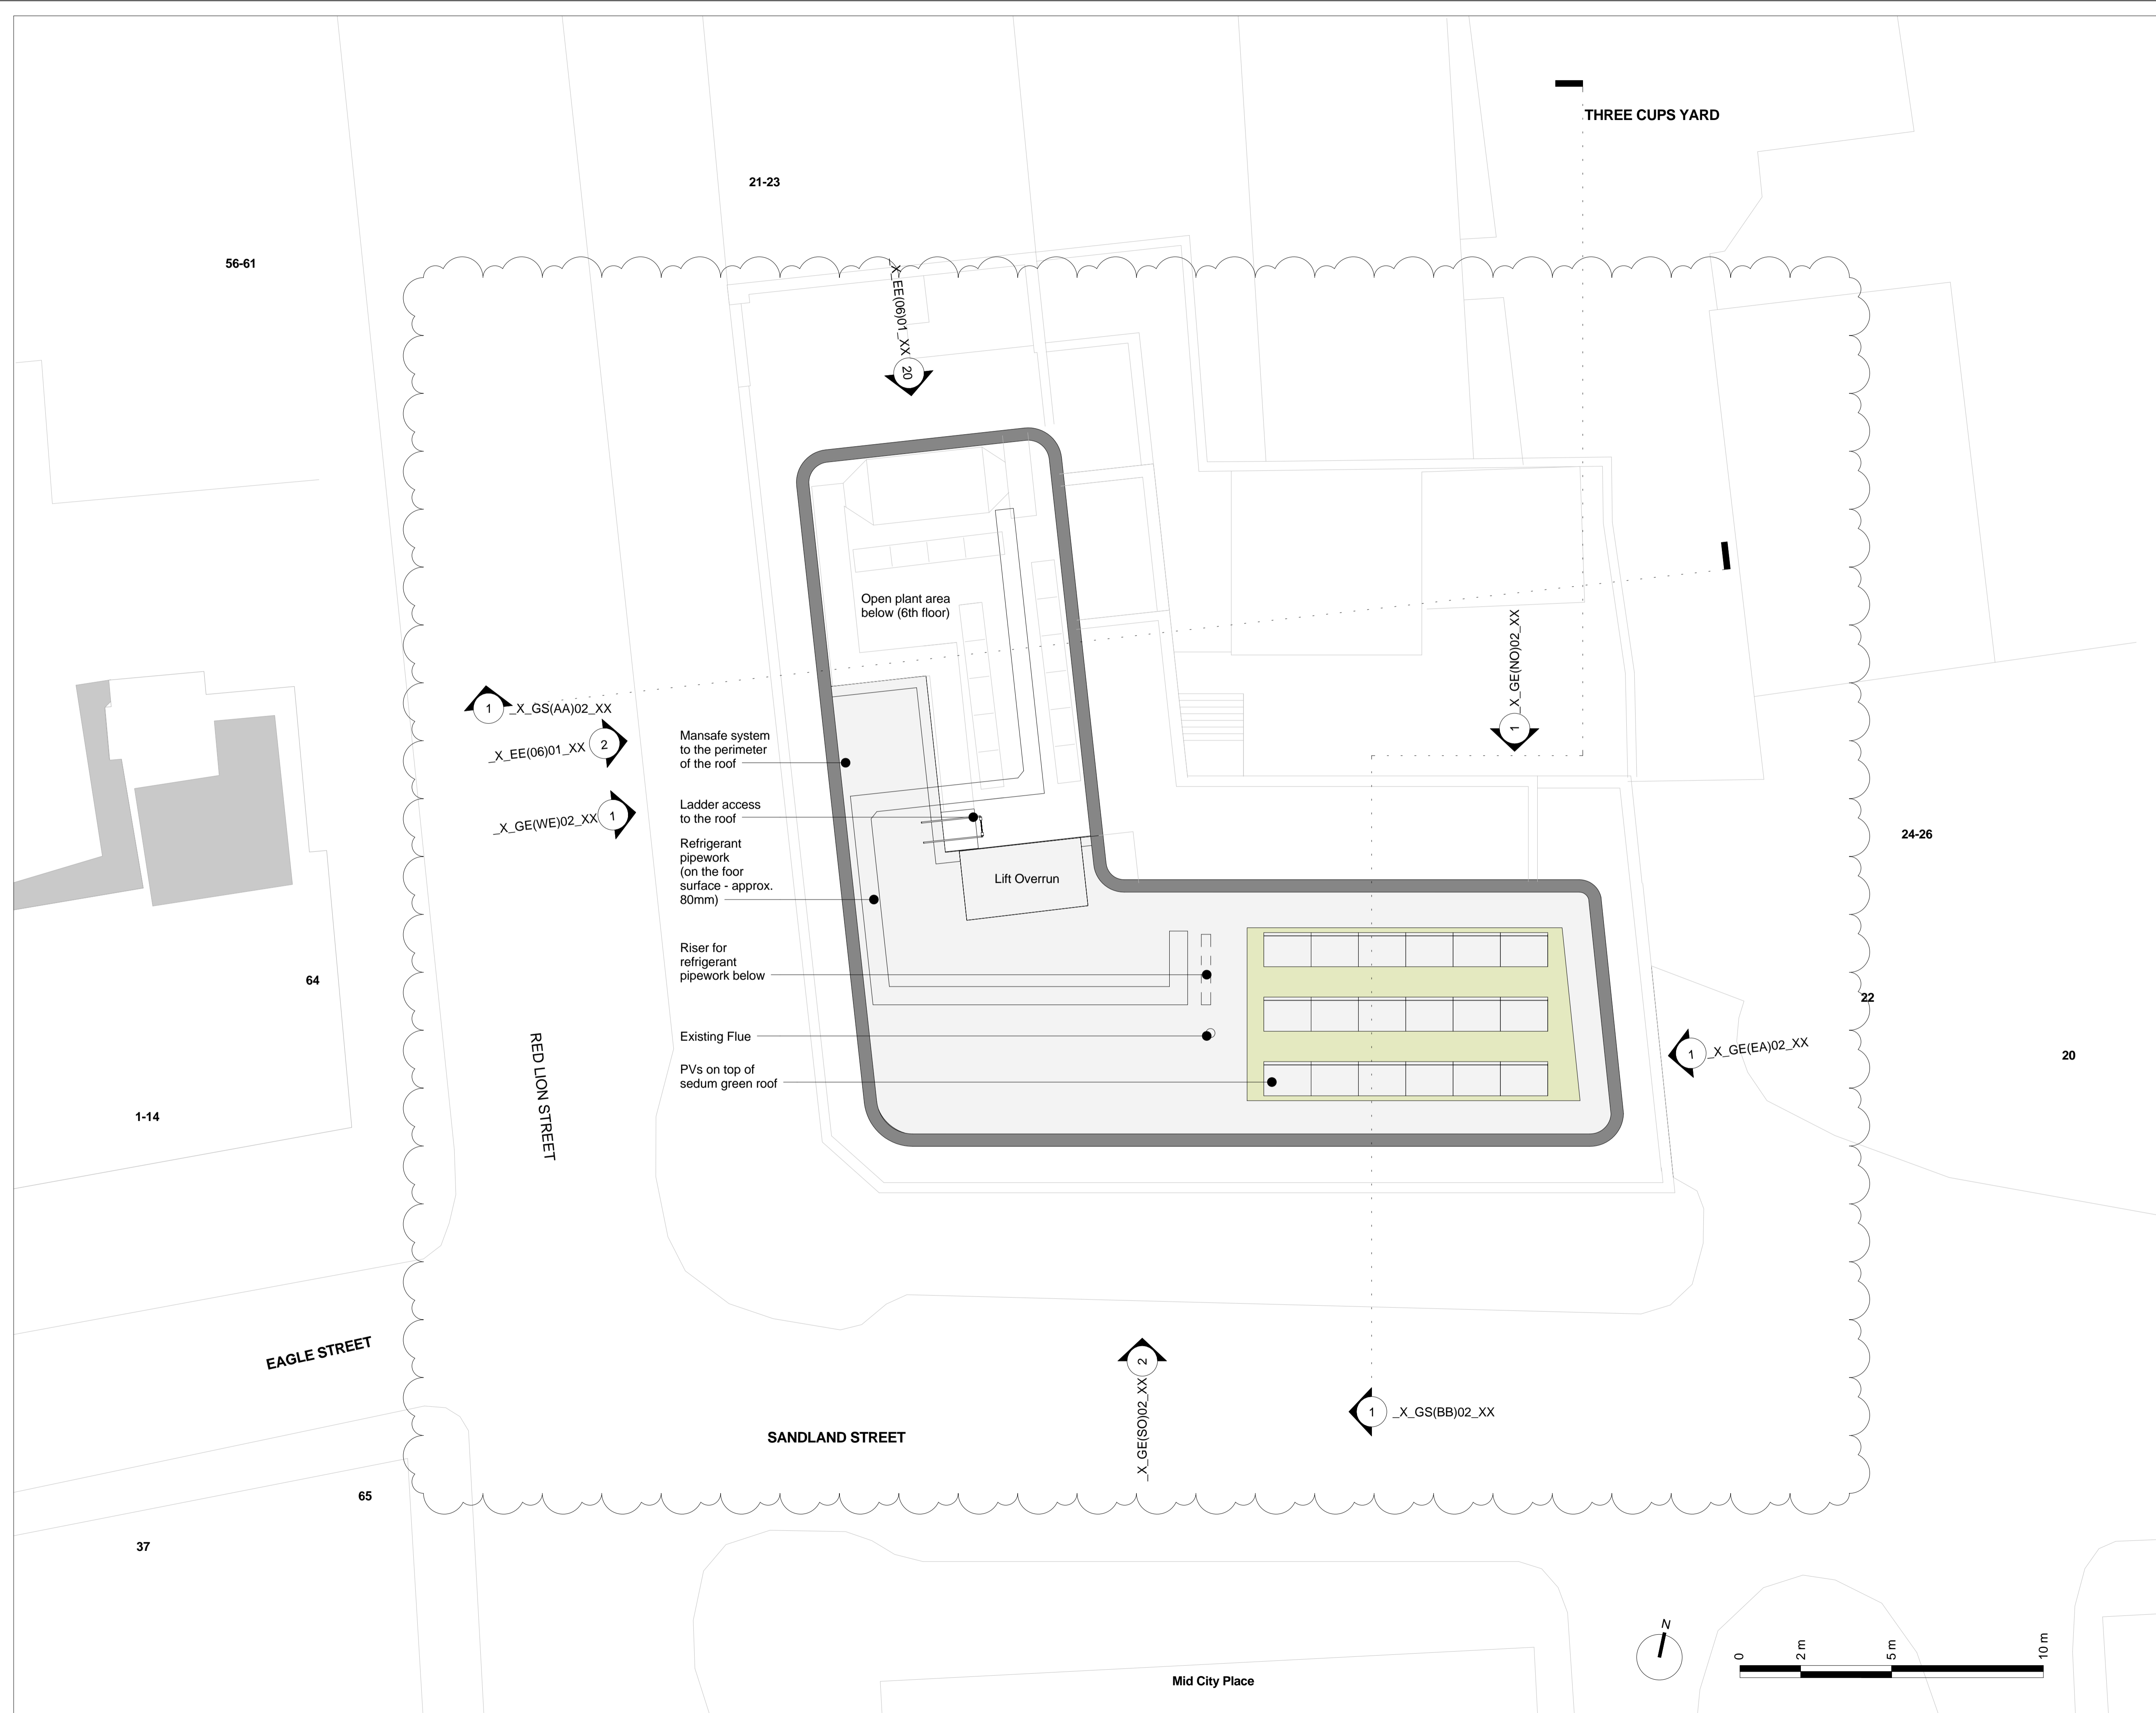 THREE CUPS YARD
21-23
56-61
_X_EE(06)01_XX
20
Open plant area
below (6th floor)
_X_GE(NO)02_XX
1
1
_X_GS(AA)02_XX
_X_EE(06)01_XX
2
_X_GE(WE)02_XX
1
Mansafe system
to the perimeter
of the roof
Ladder access
to the roof
Refrigerant
pipework
(on the foor
surface - approx.
80mm)
Lift Overrun
24-26
Riser for
refrigerant
pipework below
64
22
Existing Flue
PVs on top of
sedum green roof
RED LION STREET
1
_X_GE(EA)02_XX
20
1-14
EAGLE STREET
2
_X_GE(SO)02_XX
1
_X_GS(BB)02_XX
SANDLAND STREET
65
37
Mid City Place
N
0
2 m
5 m
10 m